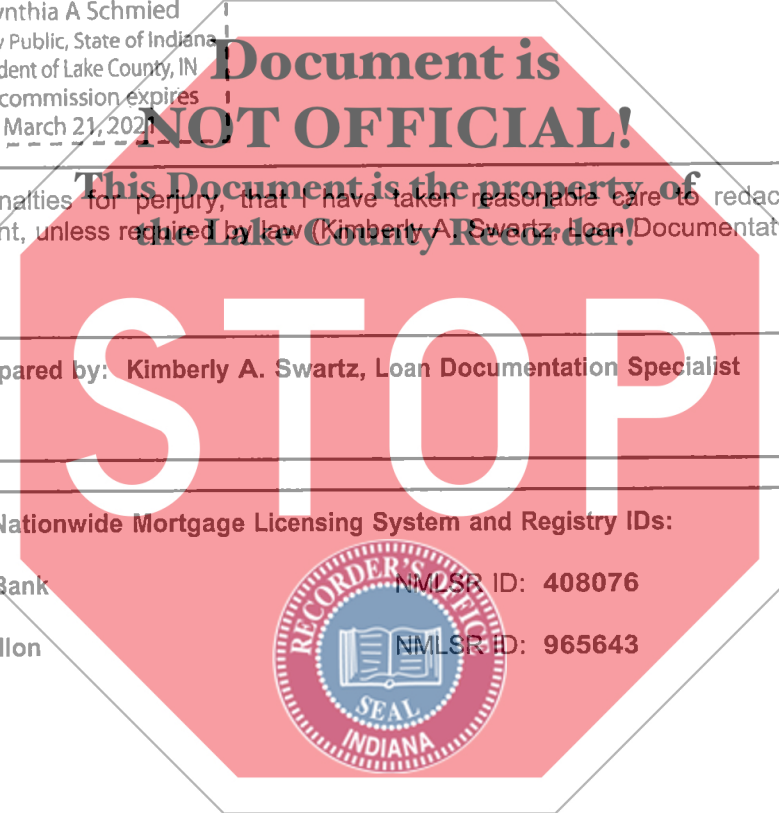 ynthia A Schmied
y Public, State of Indiana
dent of Lake County, IN
commission expires
March 21, 2021
Document is
NOT OFFICIAL!
This Document is the property of
the Lake County Recorder!
nalties for perjury, that I have taken reasonable care to redac
nt, unless required by law (Kimberly A. Swartz, Loan Documentat
STOP
pared by: Kimberly A. Swartz, Loan Documentation Specialist
Nationwide Mortgage Licensing System and Registry IDs:
Bank NMLSR ID: 408076
llon NMLSR ID: 965643
RECORDER'S OFFICE
SEAL
INDIANA